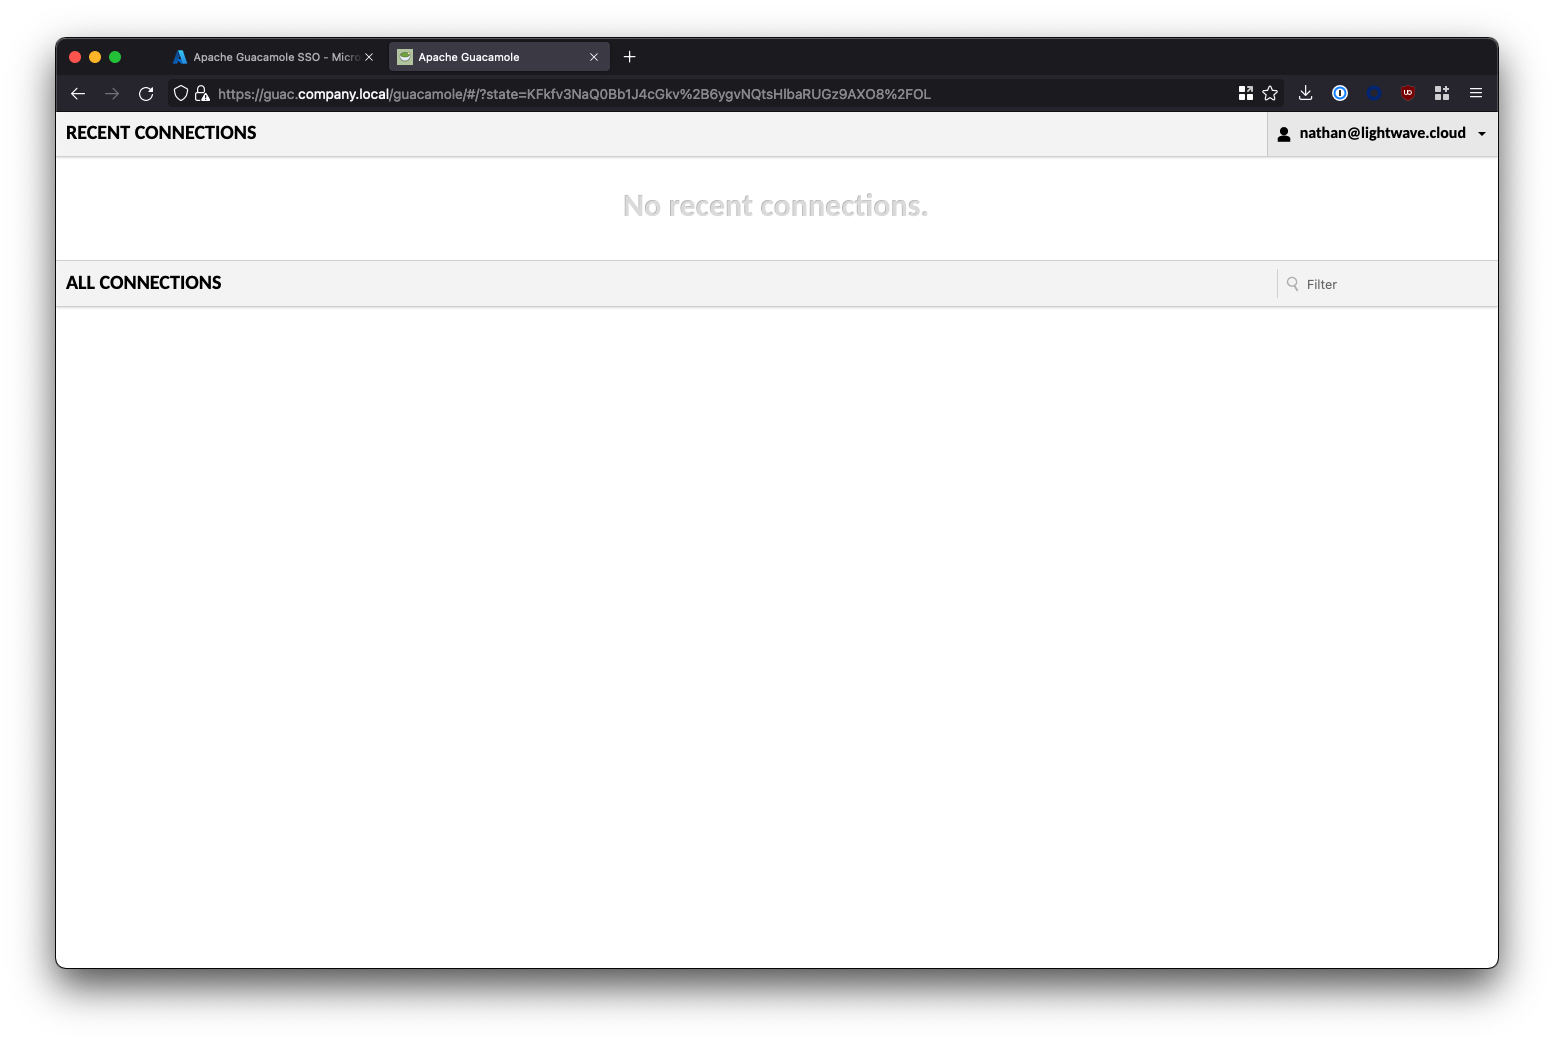 Apache Guacamole SSO - Micro
Apache Guacamole
https://guac.company.local/guacamole/#/?state=KFkfv3NaQ0Bb1J4cGkv%2B6ygvNQtsHIbaRUGz9AXO8%2FOL
RECENT CONNECTIONS
nathan@lightwave.cloud
No recent connections.
ALL CONNECTIONS
Filter